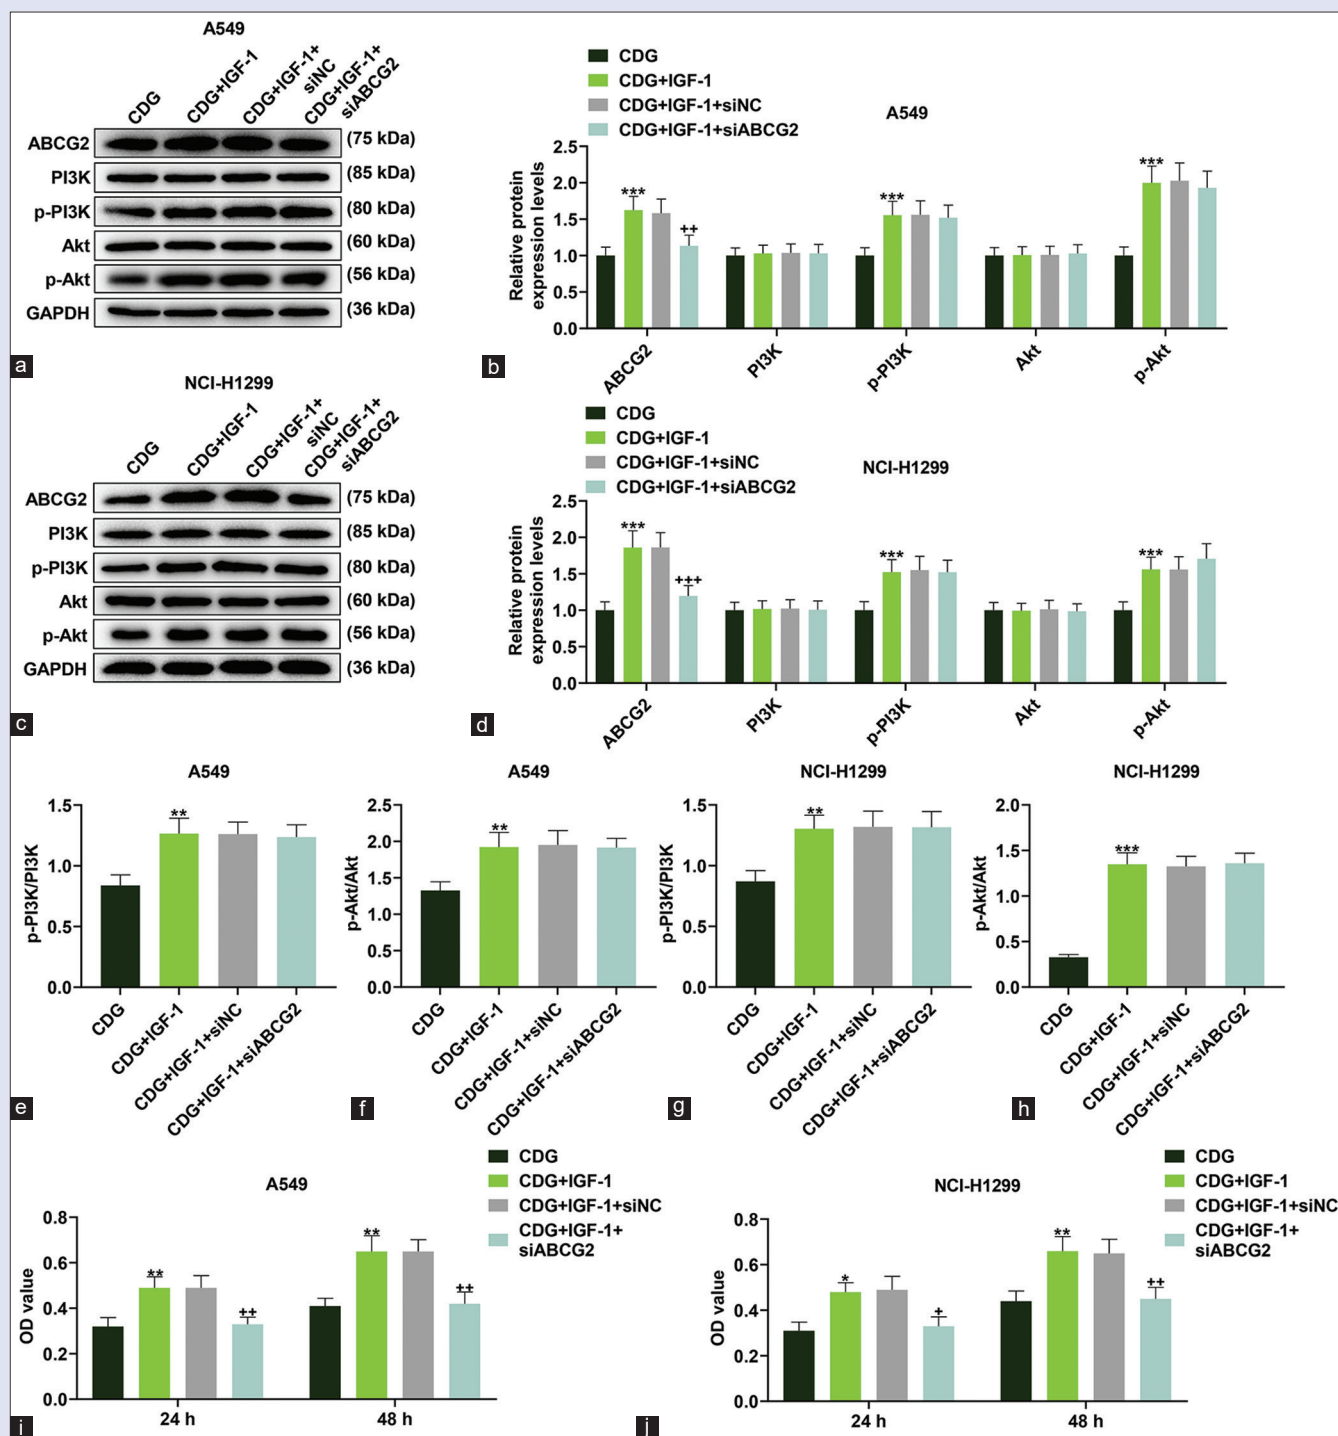 A549
CDG
CDG+IGF-1
CDG+IGF-1+
siNC
CDG+IGF-1+
siABCG2
ABCG2
(75 kDa)
PI3K
(85 kDa)
p-PI3K
(80 kDa)
Akt
(60 kDa)
p-Akt
(56 kDa)
GAPDH
(36 kDa)
a
CDG
CDG+IGF-1
CDG+IGF-1+siNC
CDG+IGF-1+siABCG2
A549
Relative protein
expression levels
2.5
2.0
1.5
1.0
0.5
0.0
***
++
***
***
ABCG2
PI3K
p-PI3K
Akt
p-Akt
b
NCI-H1299
CDG
CDG+IGF-1
CDG+IGF-1+
siNC
CDG+IGF-1+
siABCG2
ABCG2
(75 kDa)
PI3K
(85 kDa)
p-PI3K
(80 kDa)
Akt
(60 kDa)
p-Akt
(56 kDa)
GAPDH
(36 kDa)
c
CDG
CDG+IGF-1
CDG+IGF-1+siNC
CDG+IGF-1+siABCG2
NCI-H1299
Relative protein
expression levels
2.5
2.0
1.5
1.0
0.5
0.0
***
+++
***
***
ABCG2
PI3K
p-PI3K
Akt
p-Akt
d
A549
p-PI3K/PI3K
1.5
1.0
0.5
0.0
**
CDG
CDG+IGF-1
CDG+IGF-1+siNC
CDG+IGF-1+siABCG2
e
A549
p-Akt/Akt
2.5
2.0
1.5
1.0
0.5
0.0
**
CDG
CDG+IGF-1
CDG+IGF-1+siNC
CDG+IGF-1+siABCG2
f
NCI-H1299
p-PI3K/PI3K
1.5
1.0
0.5
0.0
**
CDG
CDG+IGF-1
CDG+IGF-1+siNC
CDG+IGF-1+siABCG2
g
NCI-H1299
p-Akt/Akt
2.0
1.5
1.0
0.5
0.0
***
CDG
CDG+IGF-1
CDG+IGF-1+siNC
CDG+IGF-1+siABCG2
h
A549
CDG
CDG+IGF-1
CDG+IGF-1+siNC
CDG+IGF-1+
siABCG2
OD value
0.8
0.6
0.4
0.2
0.0
**
++
**
++
24 h
48 h
i
NCI-H1299
CDG
CDG+IGF-1
CDG+IGF-1+siNC
CDG+IGF-1+
siABCG2
OD value
0.8
0.6
0.4
0.2
0.0
*
+
**
++
24 h
48 h
j